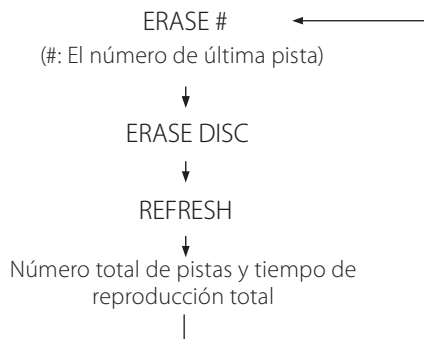 ERASE #
(#: El número de última pista)
ERASE DISC
REFRESH
Número total de pistas y tiempo de
reproducción total